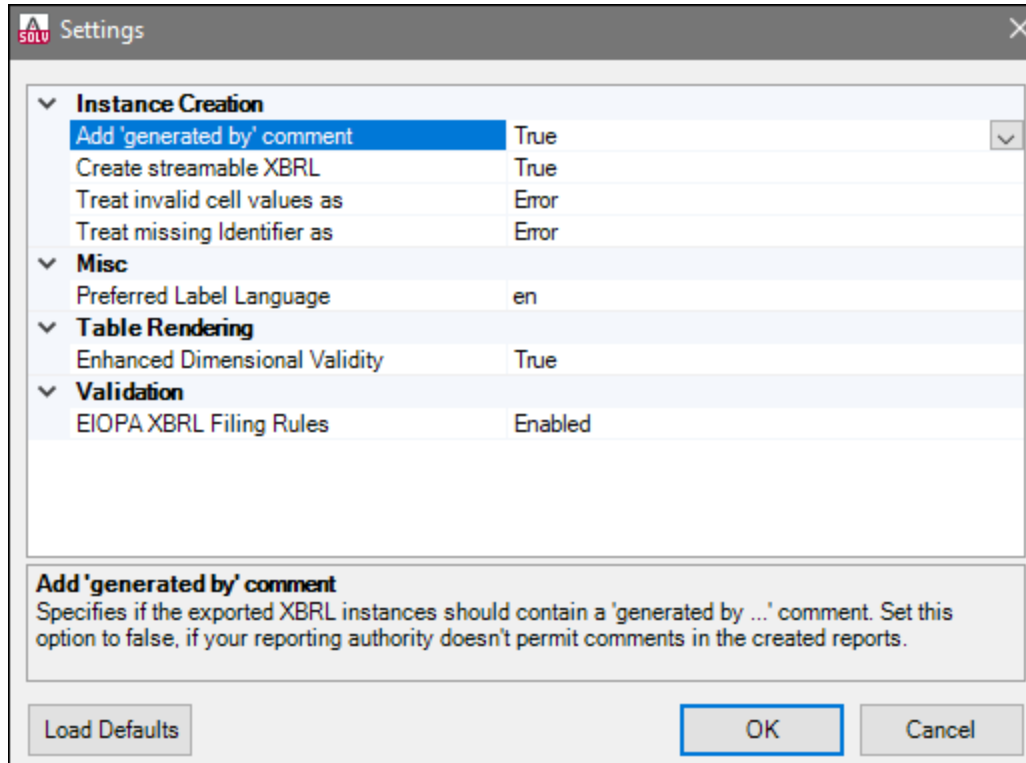 A
SOLV Settings
Instance Creation
Add 'generated by' comment True
Create streamable XBRL True
Treat invalid cell values as Error
Treat missing Identifier as Error
Misc
Preferred Label Language en
Table Rendering
Enhanced Dimensional Validity True
Validation
EIOPA XBRL Filing Rules Enabled
Add 'generated by' comment
Specifies if the exported XBRL instances should contain a 'generated by ...' comment. Set this
option to false, if your reporting authority doesn't permit comments in the created reports.
Load Defaults OK Cancel